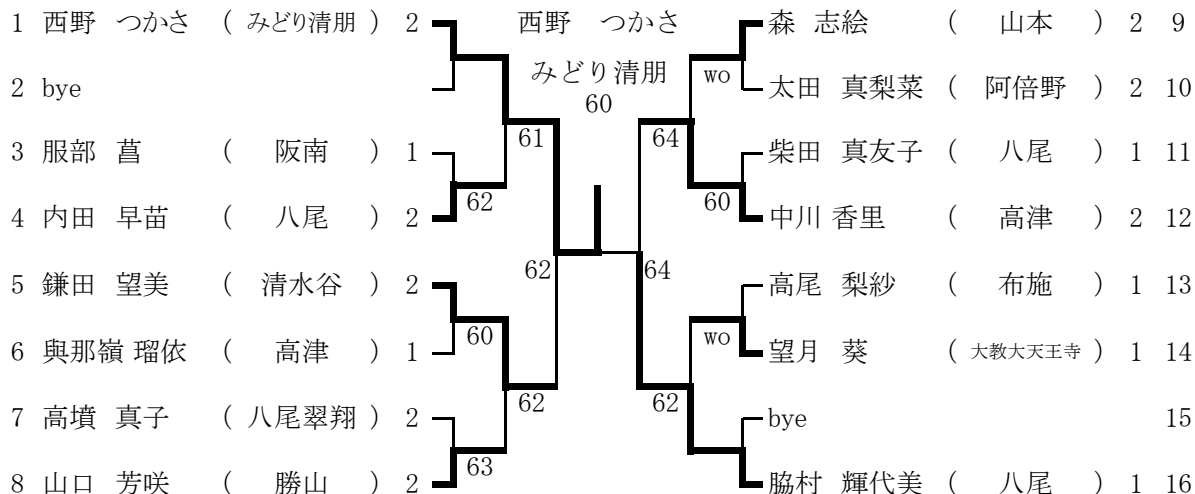 1 西野 つかさ ( みどり清朋 ) 2 西野 つかさ 森 志絵 ( 山本 ) 2 9
みどり清朋
2 bye wo 太田 真梨菜 ( 阿倍野 ) 2 10
60
61 64
3 服部 菖 ( 阪南 ) 1 柴田 真友子 ( 八尾 ) 1 11
62 60
4 内田 早苗 ( 八尾 ) 2 中川 香里 ( 高津 ) 2 12
62 64
5 鎌田 望美 ( 清水谷 ) 2 高尾 梨紗 ( 布施 ) 1 13
60 wo
6 與那嶺 瑠依 ( 高津 ) 1 望月 葵 ( 大教大天王寺 ) 1 14
62 62
7 高墳 真子 ( 八尾翠翔 ) 2 bye 15
63
8 山口 芳咲 ( 勝山 ) 2 脇村 輝代美 ( 八尾 ) 1 16